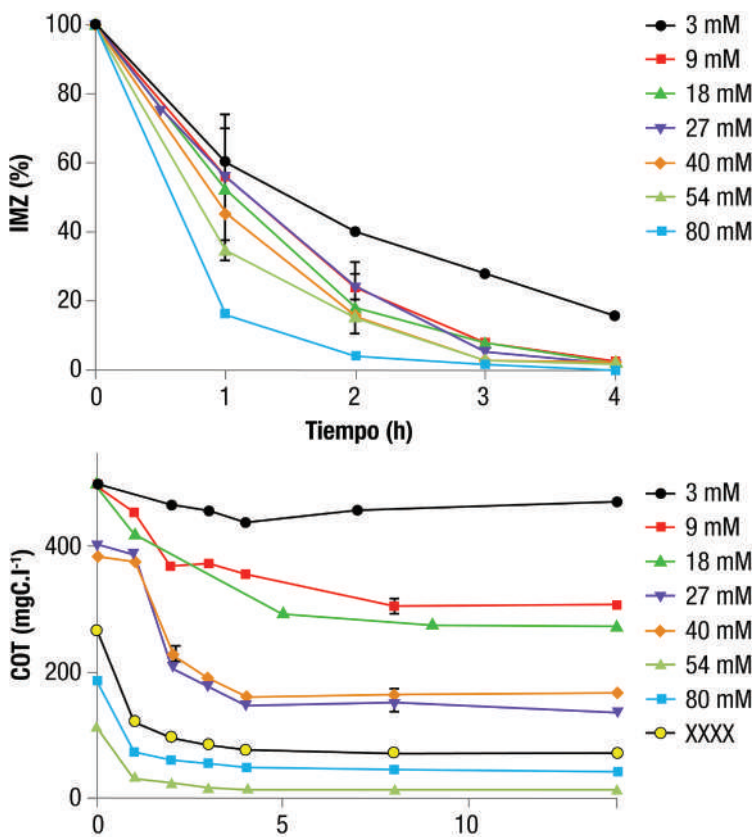 100
80
60
40
20
0
IMZ (%)
0 1 2 3 4
Tiempo (h)
3 mM
9 mM
18 mM
27 mM
40 mM
54 mM
80 mM
400
200
0
COT (mgC.l⁻¹)
0 5 10
3 mM
9 mM
18 mM
27 mM
40 mM
54 mM
80 mM
XXXX